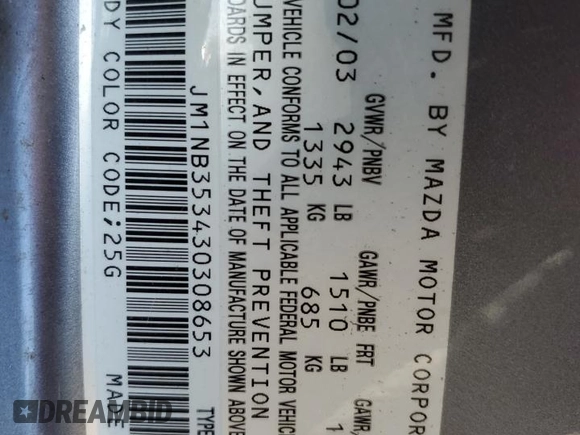 MFD. BY MAZDA MOTOR CORPOR
02/03
GVWR/PNBV
GAWR/PNBE FRT
GAWR/
2943 LB
1510 LB
1335 KG
685 KG
VEHICLE CONFORMS TO ALL APPLICABLE FEDERAL MOTOR VEHIC
UMPER, AND THEFT PREVENTION
DARDS IN EFFECT ON THE DATE OF MANUFACTURE SHOWN ABOVE
JM1NB353430308653
TYPE
DY COLOR CODE;25G
MADE
DREAMBID